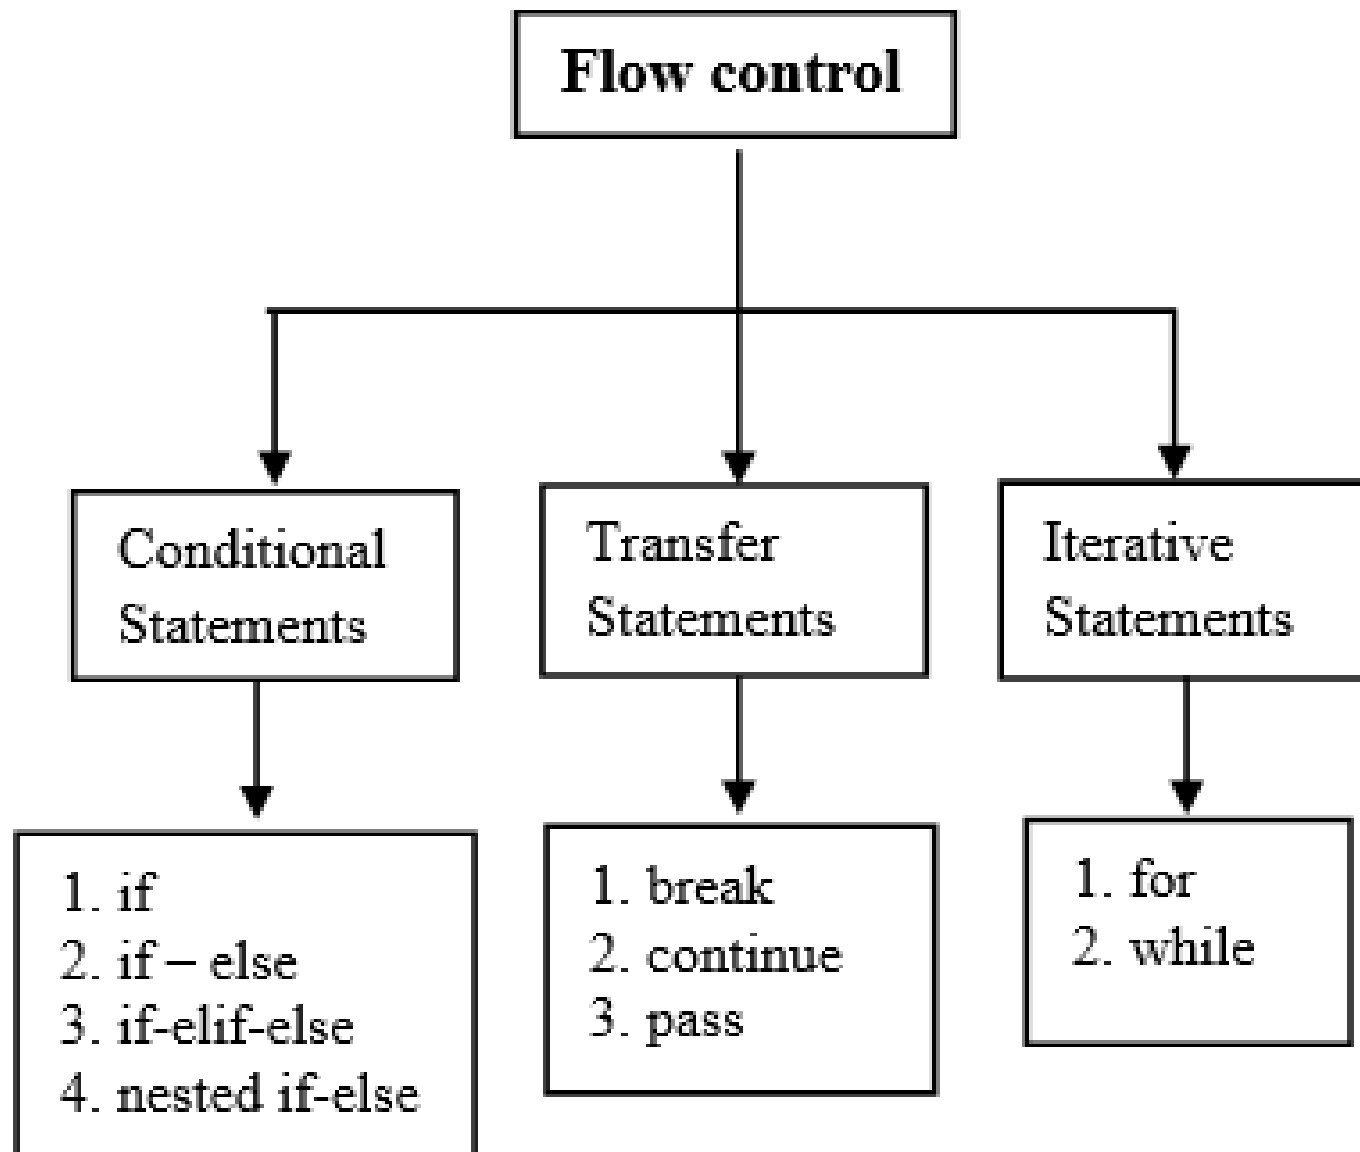 Flow control
Conditional
Statements
Transfer
Statements
Iterative
Statements
1. if
2. if – else
3. if-elif-else
4. nested if-else
1. break
2. continue
3. pass
1. for
2. while